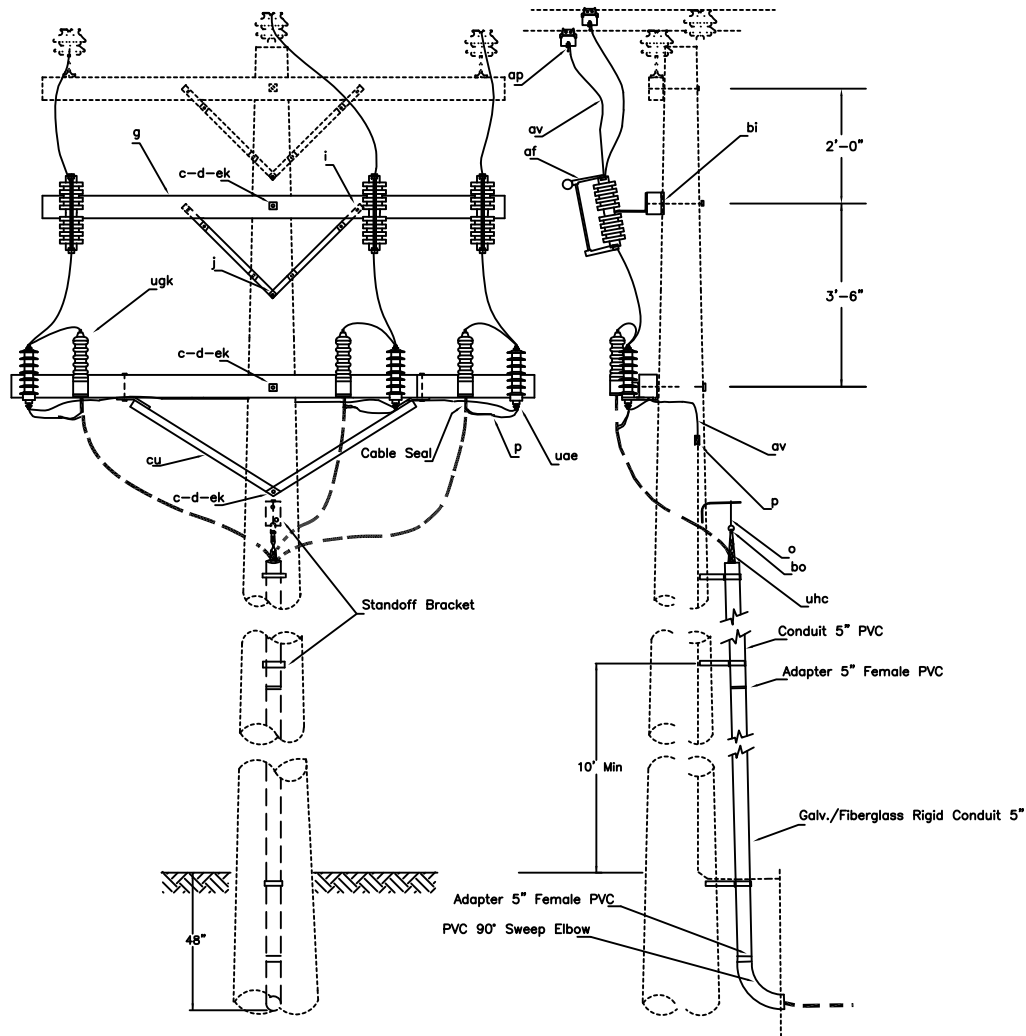 ap
av
bi
g
af
2'-0"
c-d-ek
i
j
ugk
3'-6"
c-d-ek
Cable Seal
p
uae
av
cu
c-d-ek
p
o
bo
uhc
Standoff Bracket
Conduit 5" PVC
Adapter 5" Female PVC
10' Min
Galv./Fiberglass Rigid Conduit 5"
Adapter 5" Female PVC
PVC 90° Sweep Elbow
48"